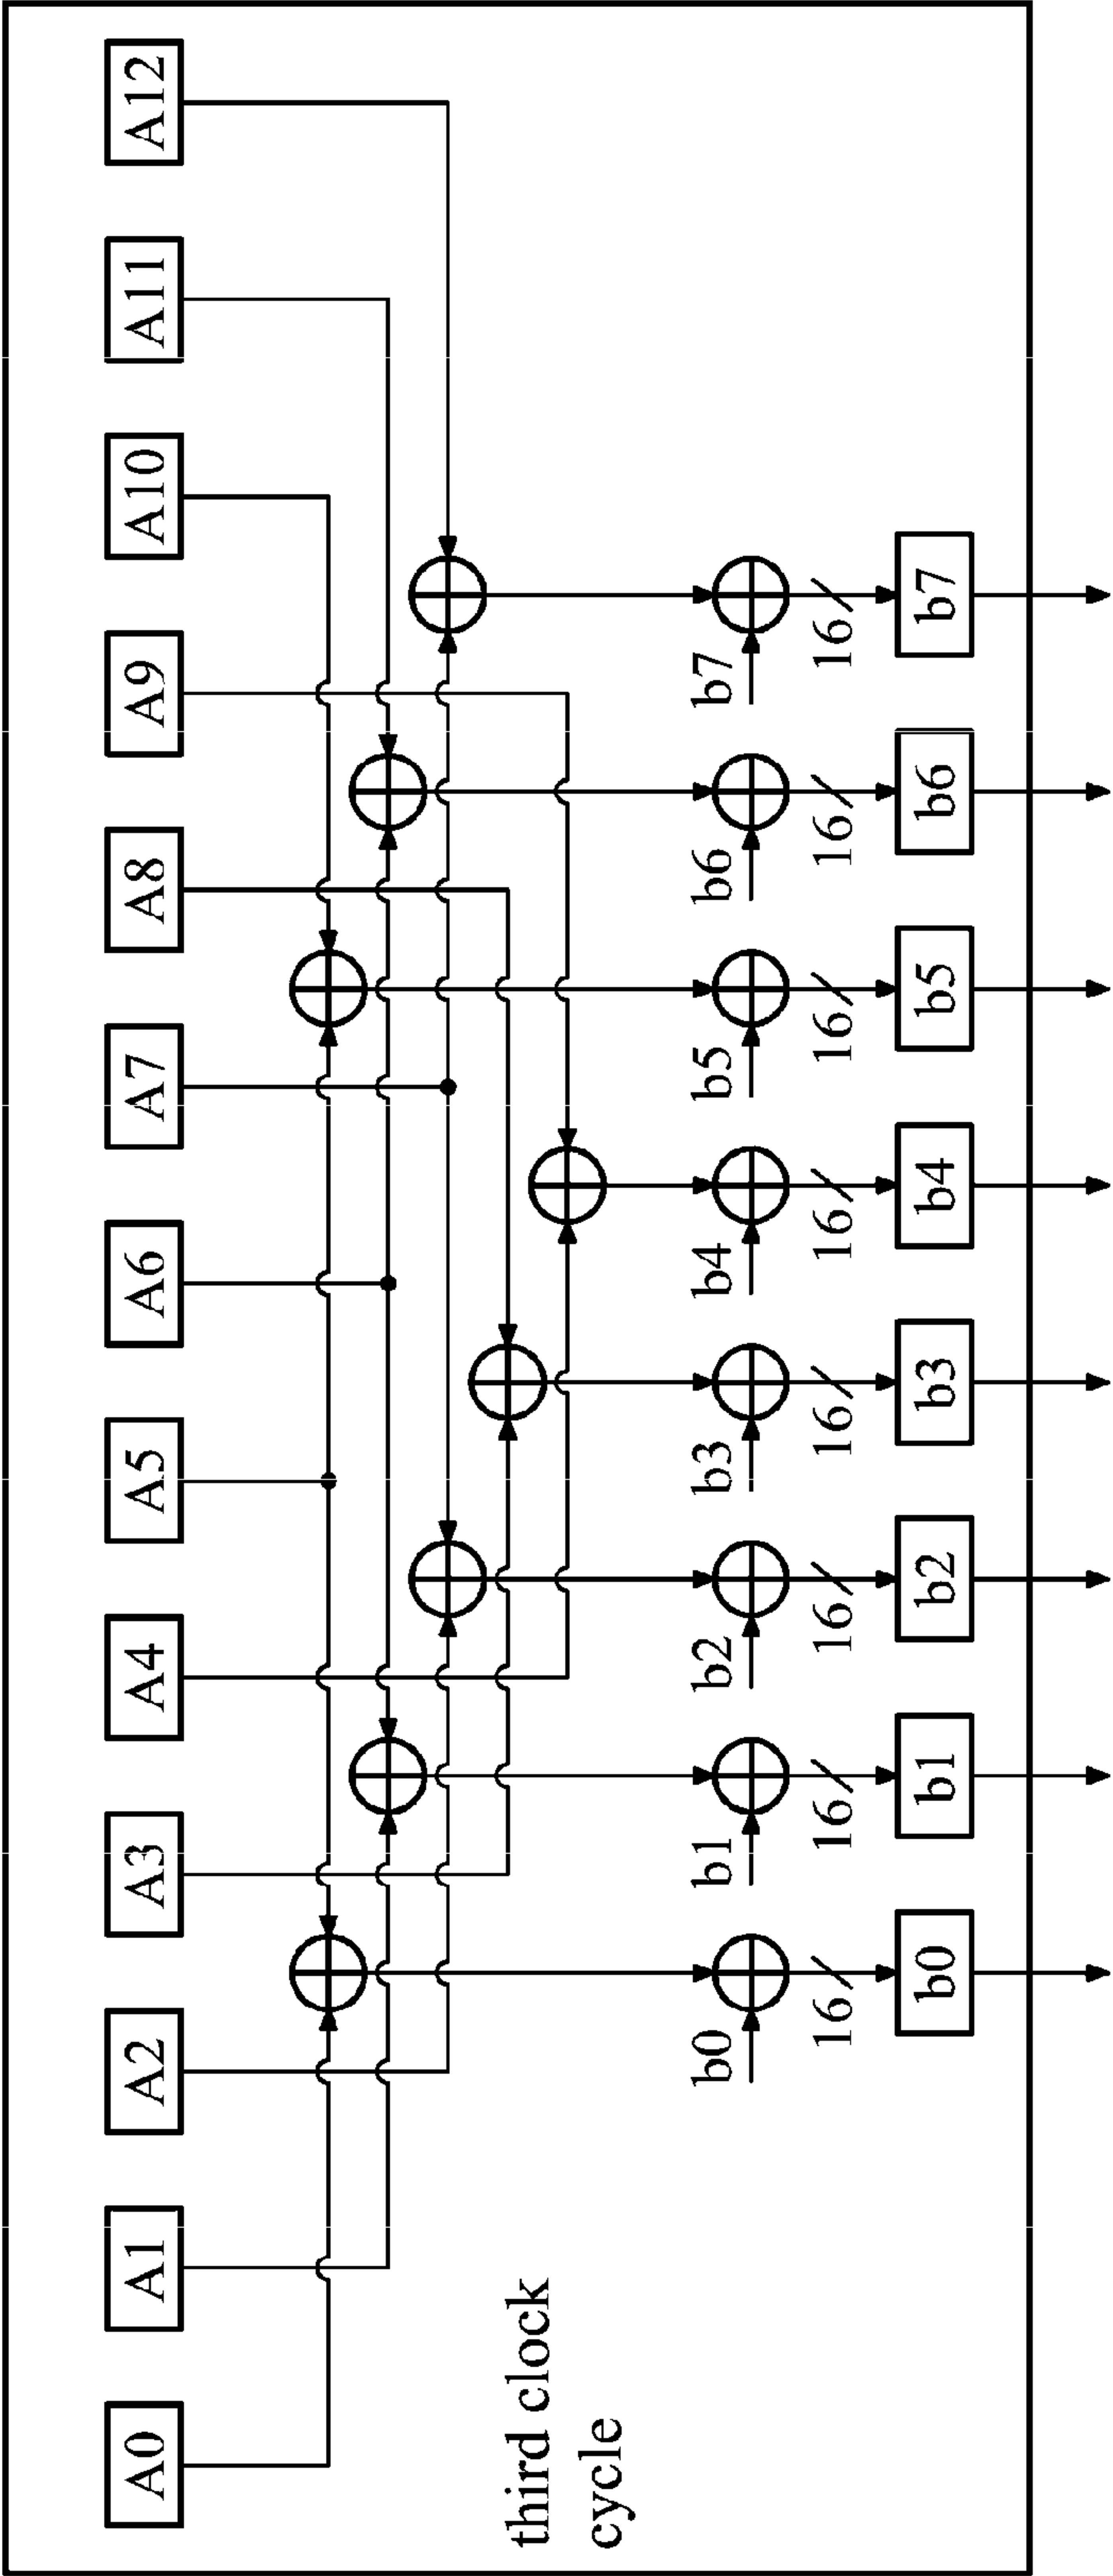 A0 A1 A2 A3 A4 A5 A6 A7 A8 A9 A10 A11 A12
third clock
cycle
b0 b1 b2 b3 b4 b5 b6 b7
16 16 16 16 16 16 16 16
b0 b1 b2 b3 b4 b5 b6 b7